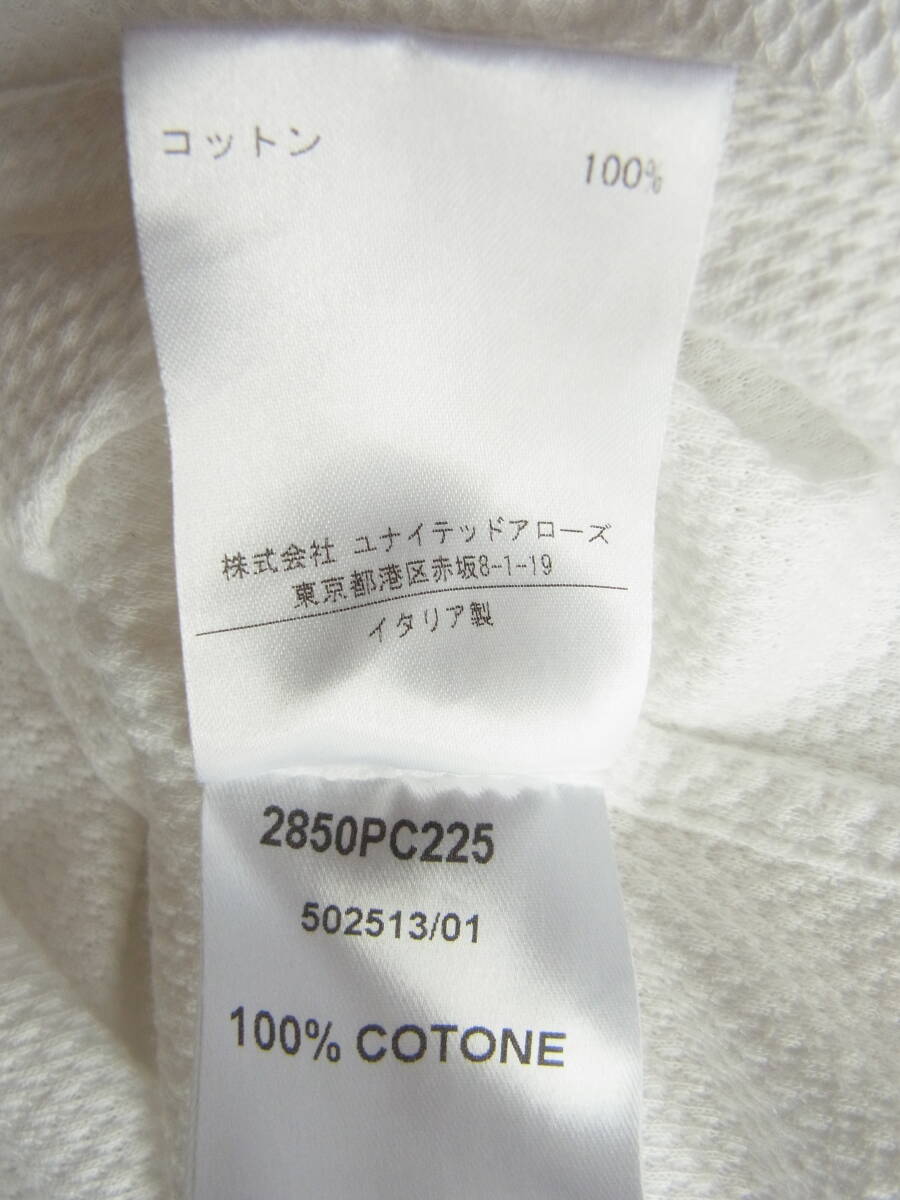 コットン 100%
株式会社 ユナイテッドアローズ
東京都港区赤坂8-1-19
イタリア製
2850PC225
502513/01
100% COTONE